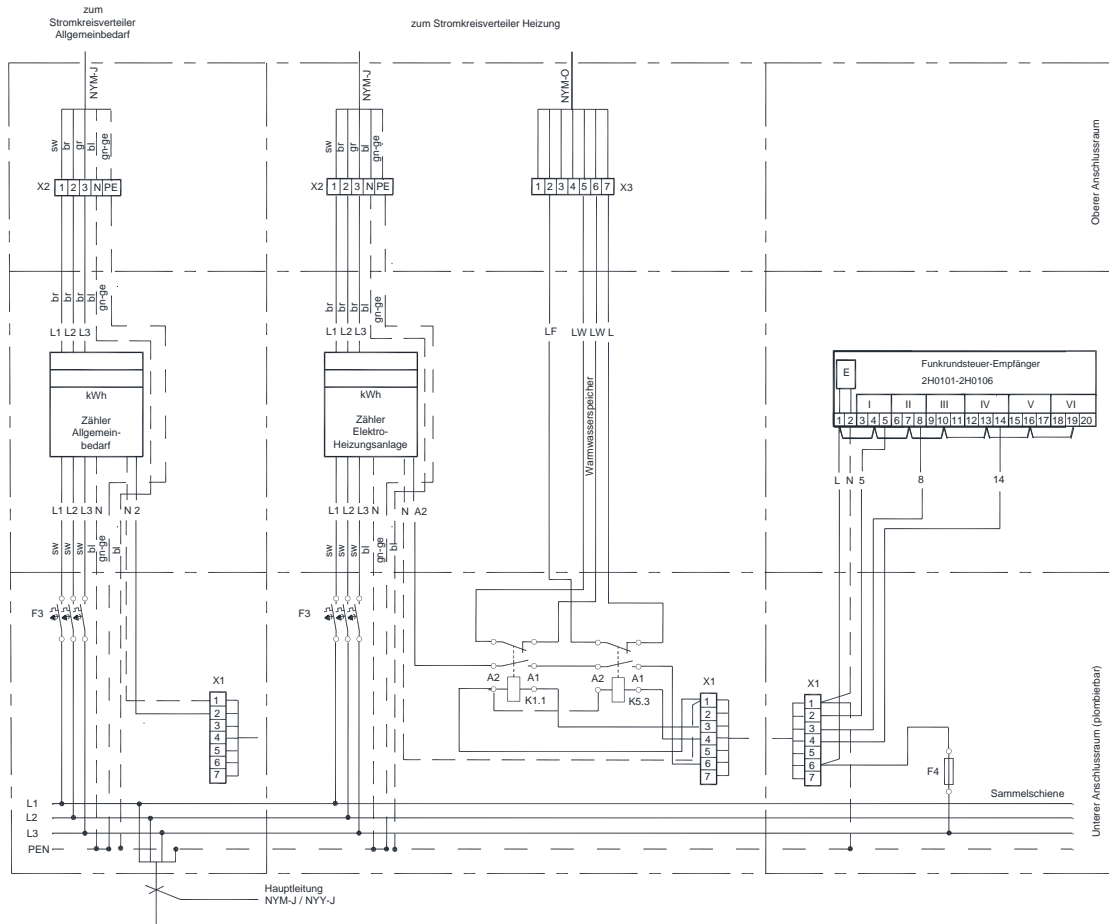 zum
Stromkreisverteiler
Allgemeinbedarf
zum Stromkreisverteiler Heizung
NYM-J
NYM-J
NYM-O
sw br gr bl gn-ge
sw br gr bl gn-ge
X2 1 2 3 N PE
X2 1 2 3 N PE
1 2 3 4 5 6 7 X3
Oberer Anschlussraum
br br gr bl gn-ge
br br gr bl gn-ge
L1 L2 L3
L1 L2 L3
LF LW LW L
kWh
Zähler
Allgemein-
bedarf
kWh
Zähler
Elektro-
Heizungsanlage
Warmwasserspeicher
E
Funkrundsteuer-Empfänger
2H0101-2H0106
I II III IV V VI
1 2 3 4 5 6 7 8 9 10 11 12 13 14 15 16 17 18 19 20
L N 5 8 14
L1 L2 L3 N N 2
L1 L2 L3 N N A2
sw sw sw bl gn-ge bl
sw sw sw bl gn-ge bl
F3
F3
A2 A1
K1.1
A2 A1
K5.3
X1
1
2
3
4
5
6
7
X1
1
2
3
4
5
6
7
X1
1
2
3
4
5
6
7
F4
Unterer Anschlussraum (plombierbar)
Sammelschiene
L1
L2
L3
PEN
Hauptleitung
NYM-J / NYY-J